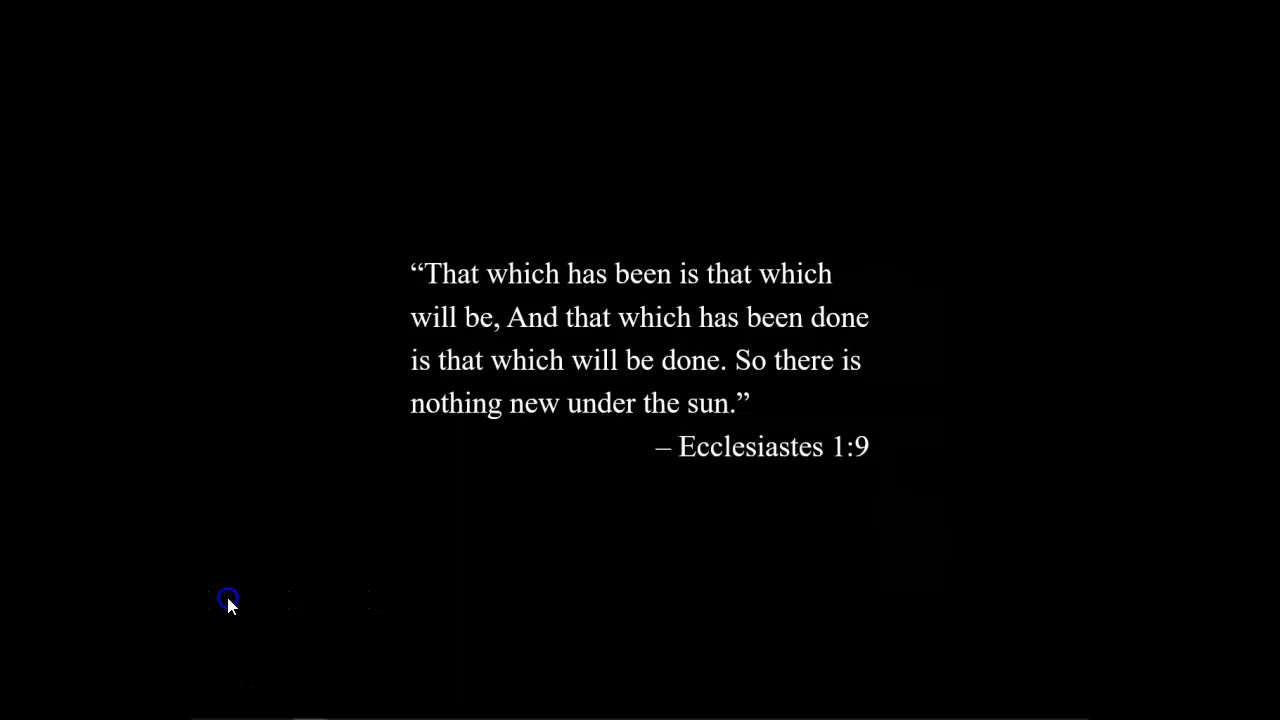 “That which has been is that which
will be, And that which has been done
is that which will be done. So there is
nothing new under the sun.”
– Ecclesiastes 1:9